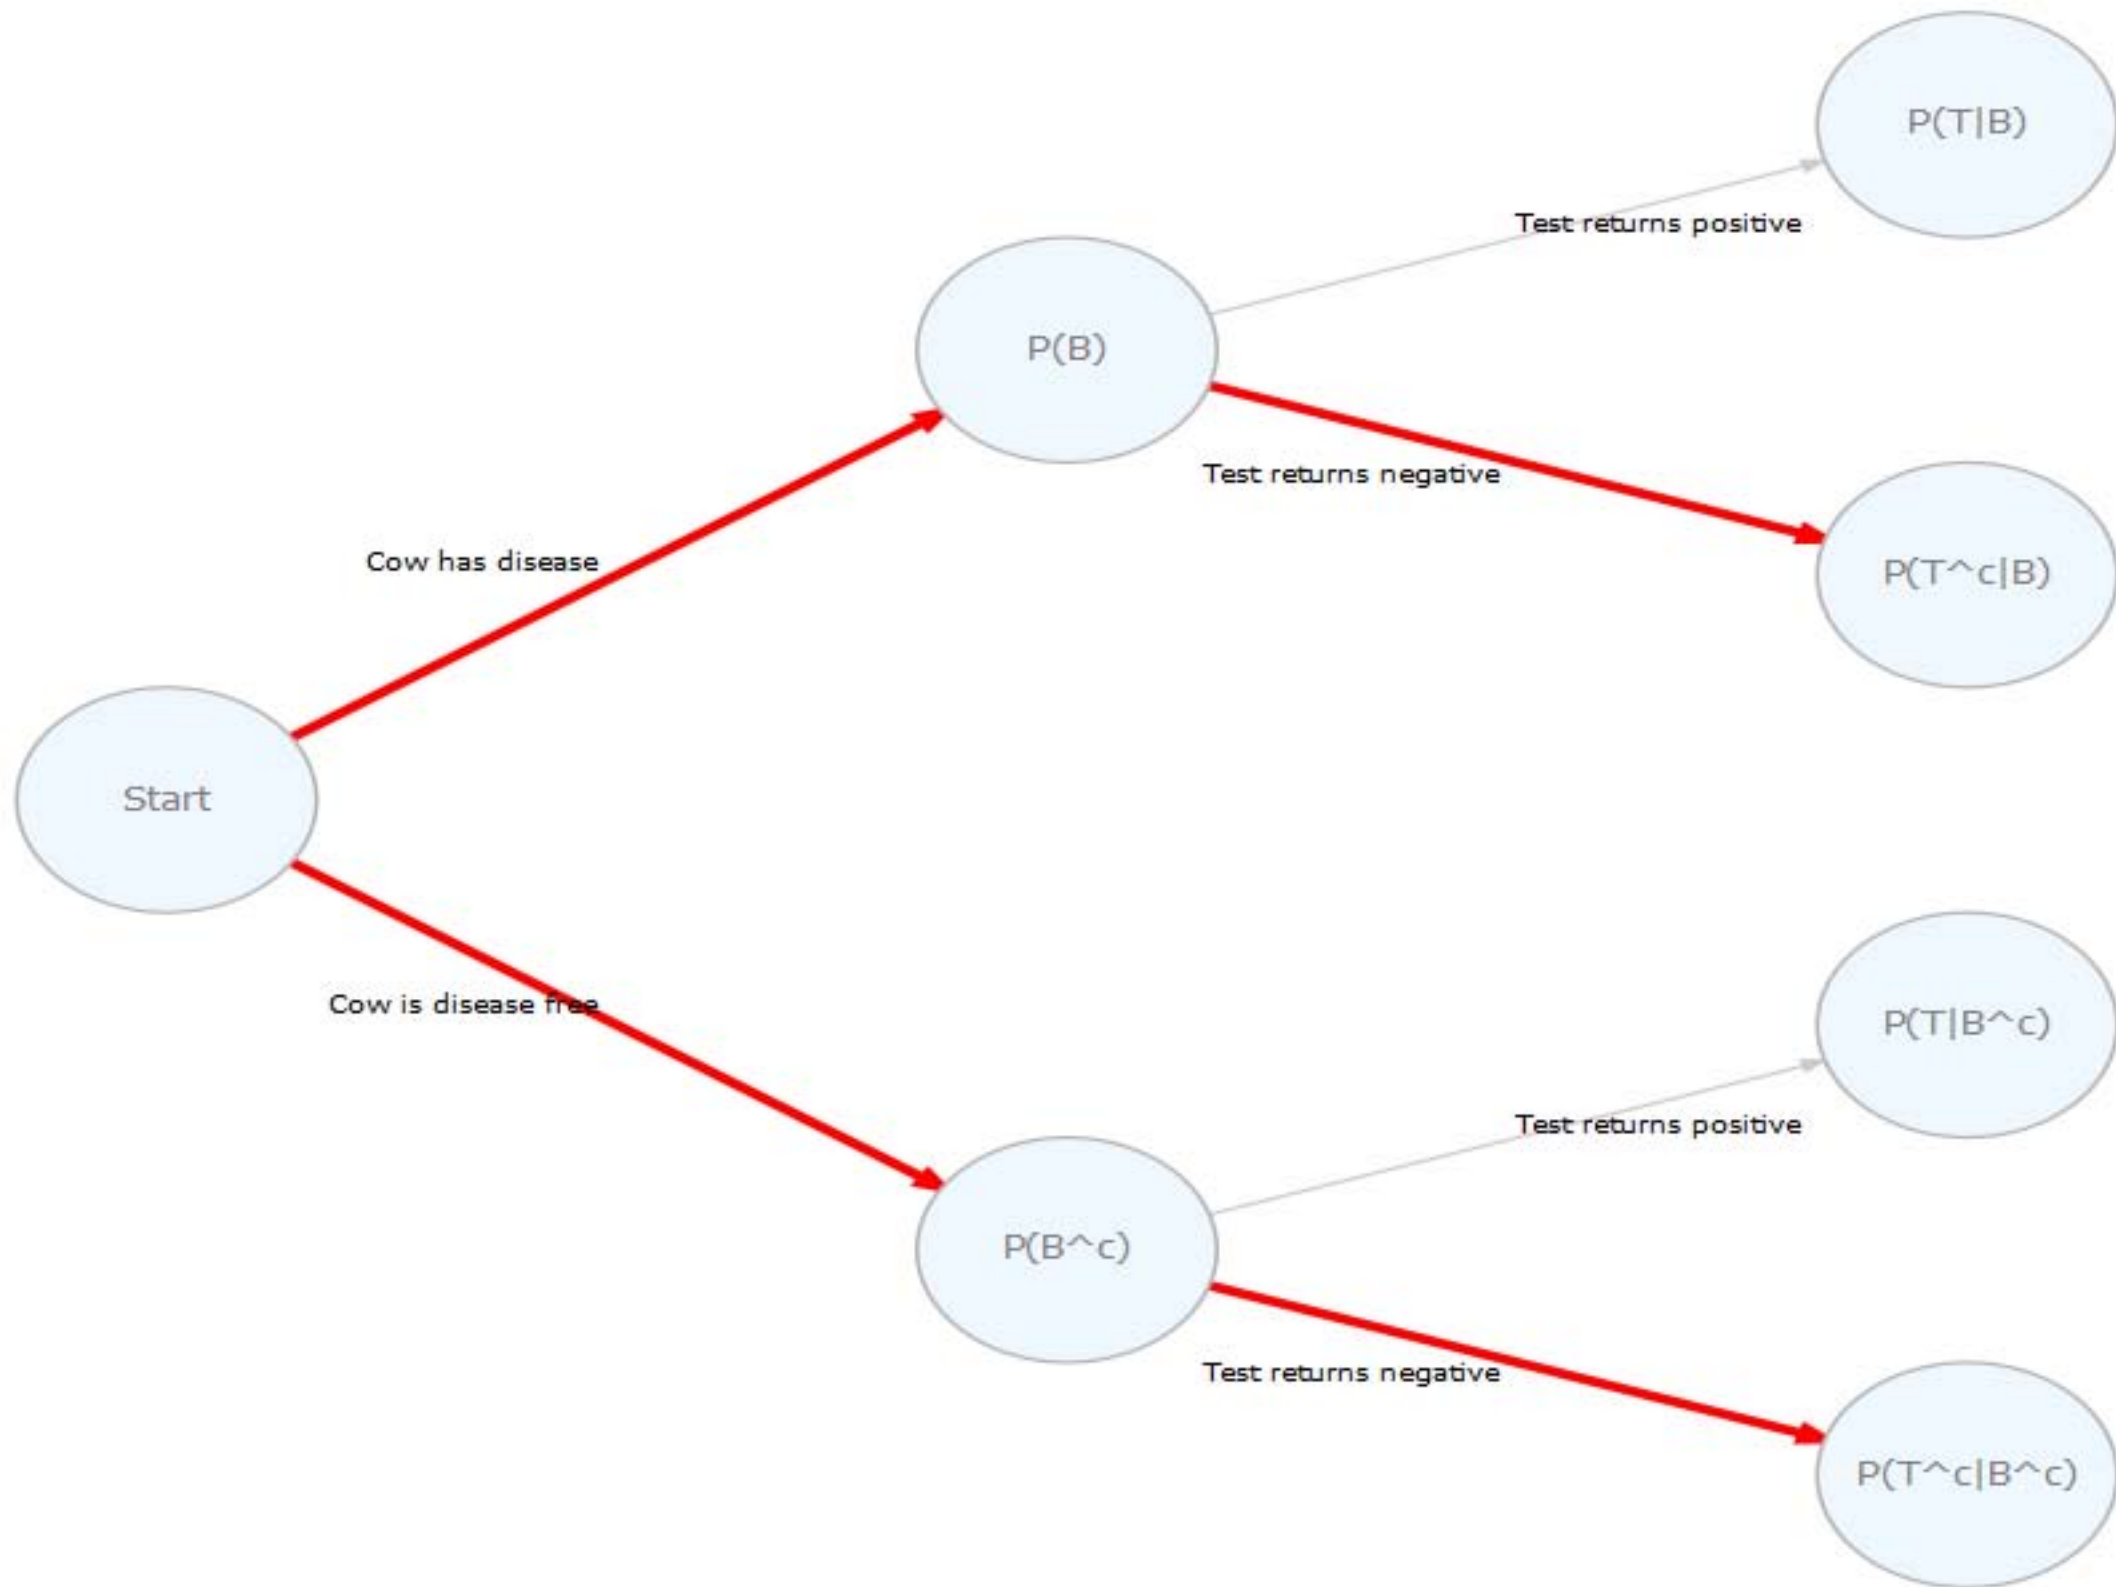 P(T|B)
Test returns positive
P(B)
Test returns negative
P(T^c|B)
Cow has disease
Start
Cow is disease free
P(T|B^c)
Test returns positive
P(B^c)
Test returns negative
P(T^c|B^c)